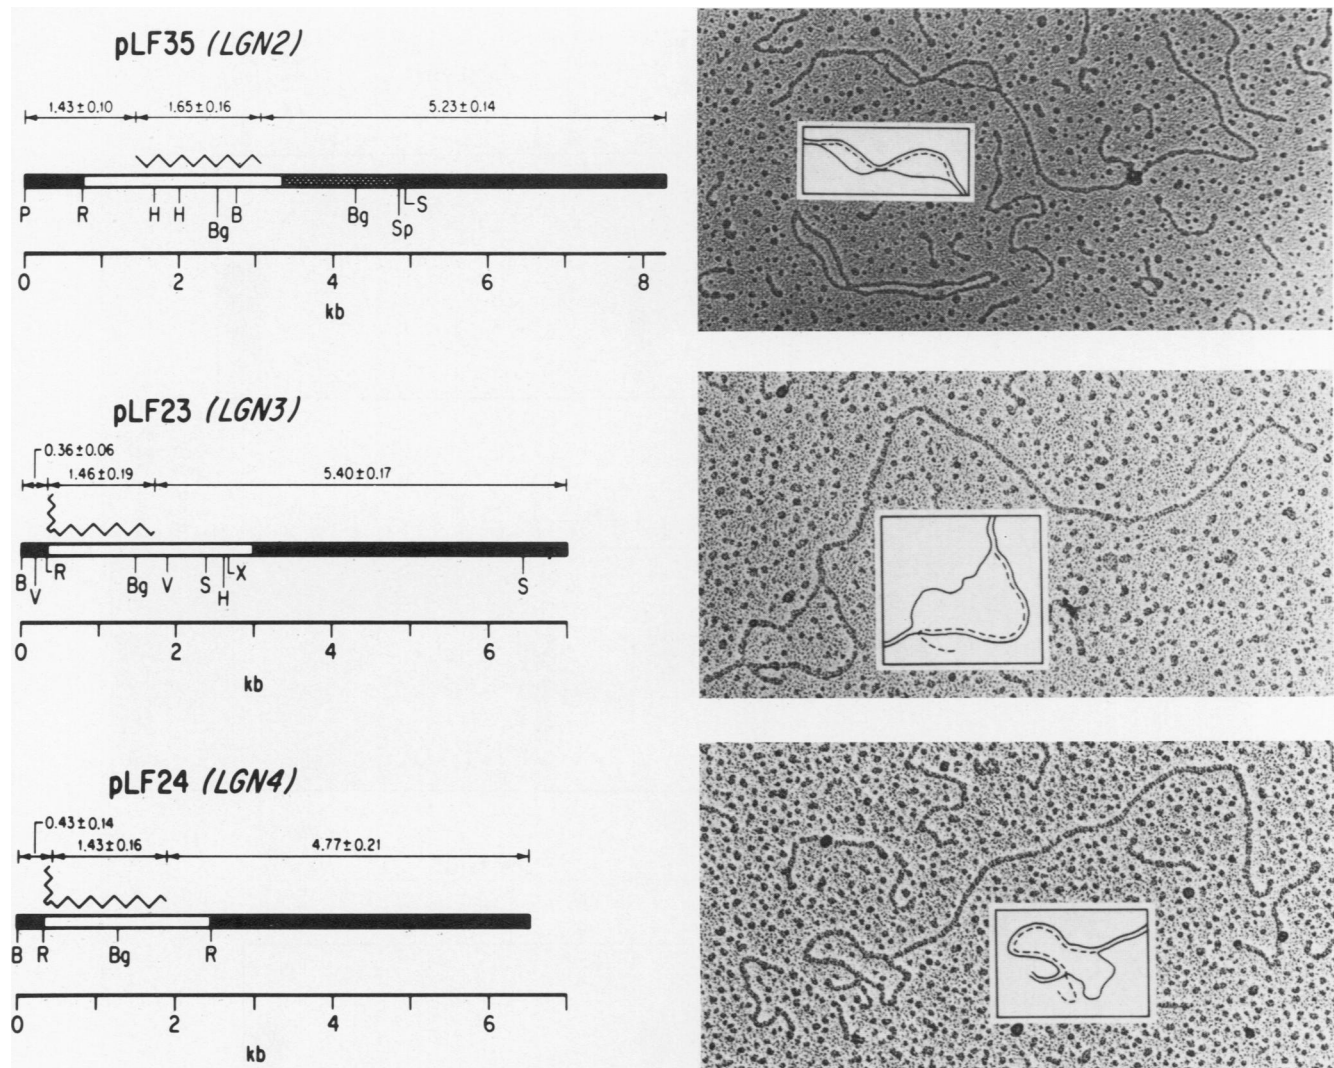 pLF35 (LGN2)
1.43±0.10 1.65±0.16 5.23±0.14
P R H H Bg B Bg Sp S
0 2 4 6 8
kb
pLF23 (LGN3)
0.36±0.06
1.46±0.19 5.40±0.17
B V R Bg V S H X S
0 2 4 6
kb
pLF24 (LGN4)
0.43±0.14
1.43±0.16 4.77±0.21
B R Bg R
0 2 4 6
kb